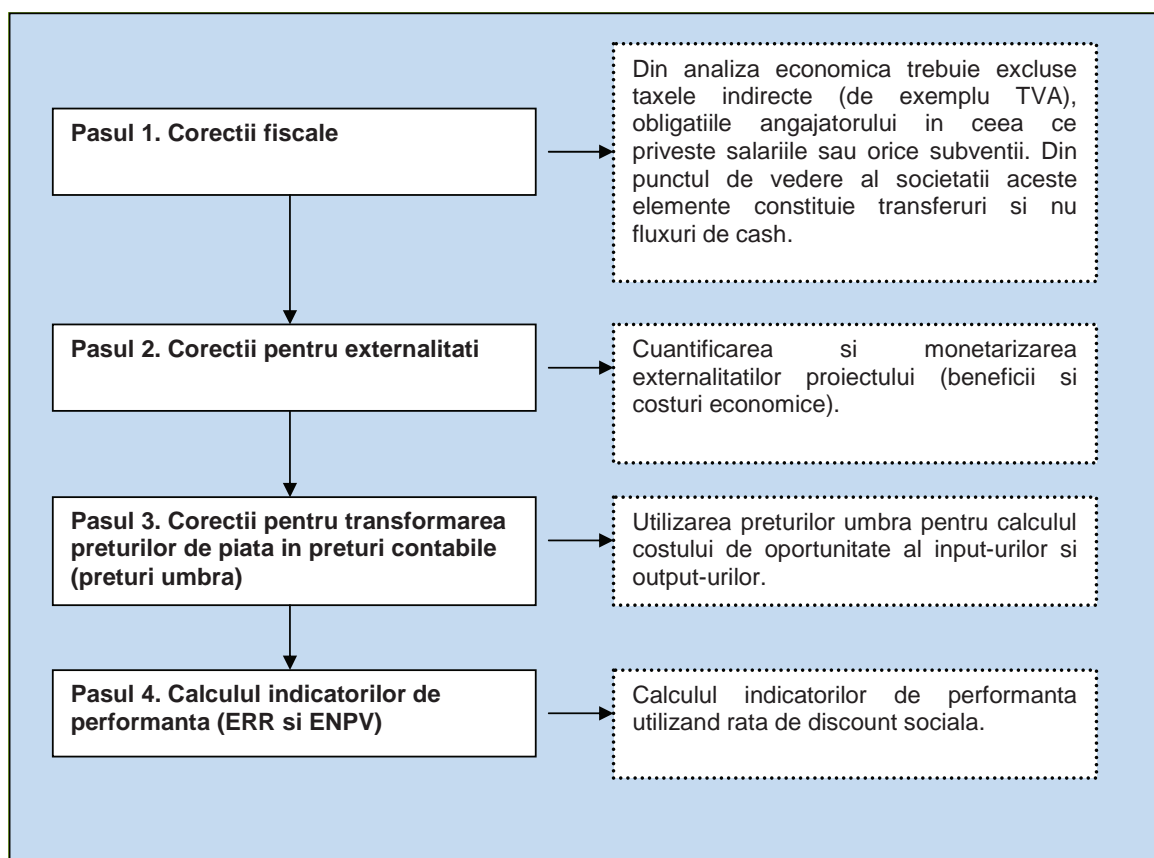 Pasul 1. Corectii fiscale
Din analiza economica trebuie excluse
taxele indirecte (de exemplu TVA),
obligatiile angajatorului in ceea ce
priveste salariile sau orice subventii. Din
punctul de vedere al societatii aceste
elemente constituie transferuri si nu
fluxuri de cash.
Pasul 2. Corectii pentru externalitati
Cuantificarea si monetarizarea
externalitatilor proiectului (beneficii si
costuri economice).
Pasul 3. Corectii pentru transformarea
preturilor de piata in preturi contabile
(preturi umbra)
Utilizarea preturilor umbra pentru calculul
costului de oportunitate al input-urilor si
output-urilor.
Pasul 4. Calculul indicatorilor de
performanta (ERR si ENPV)
Calculul indicatorilor de performanta
utilizand rata de discount sociala.